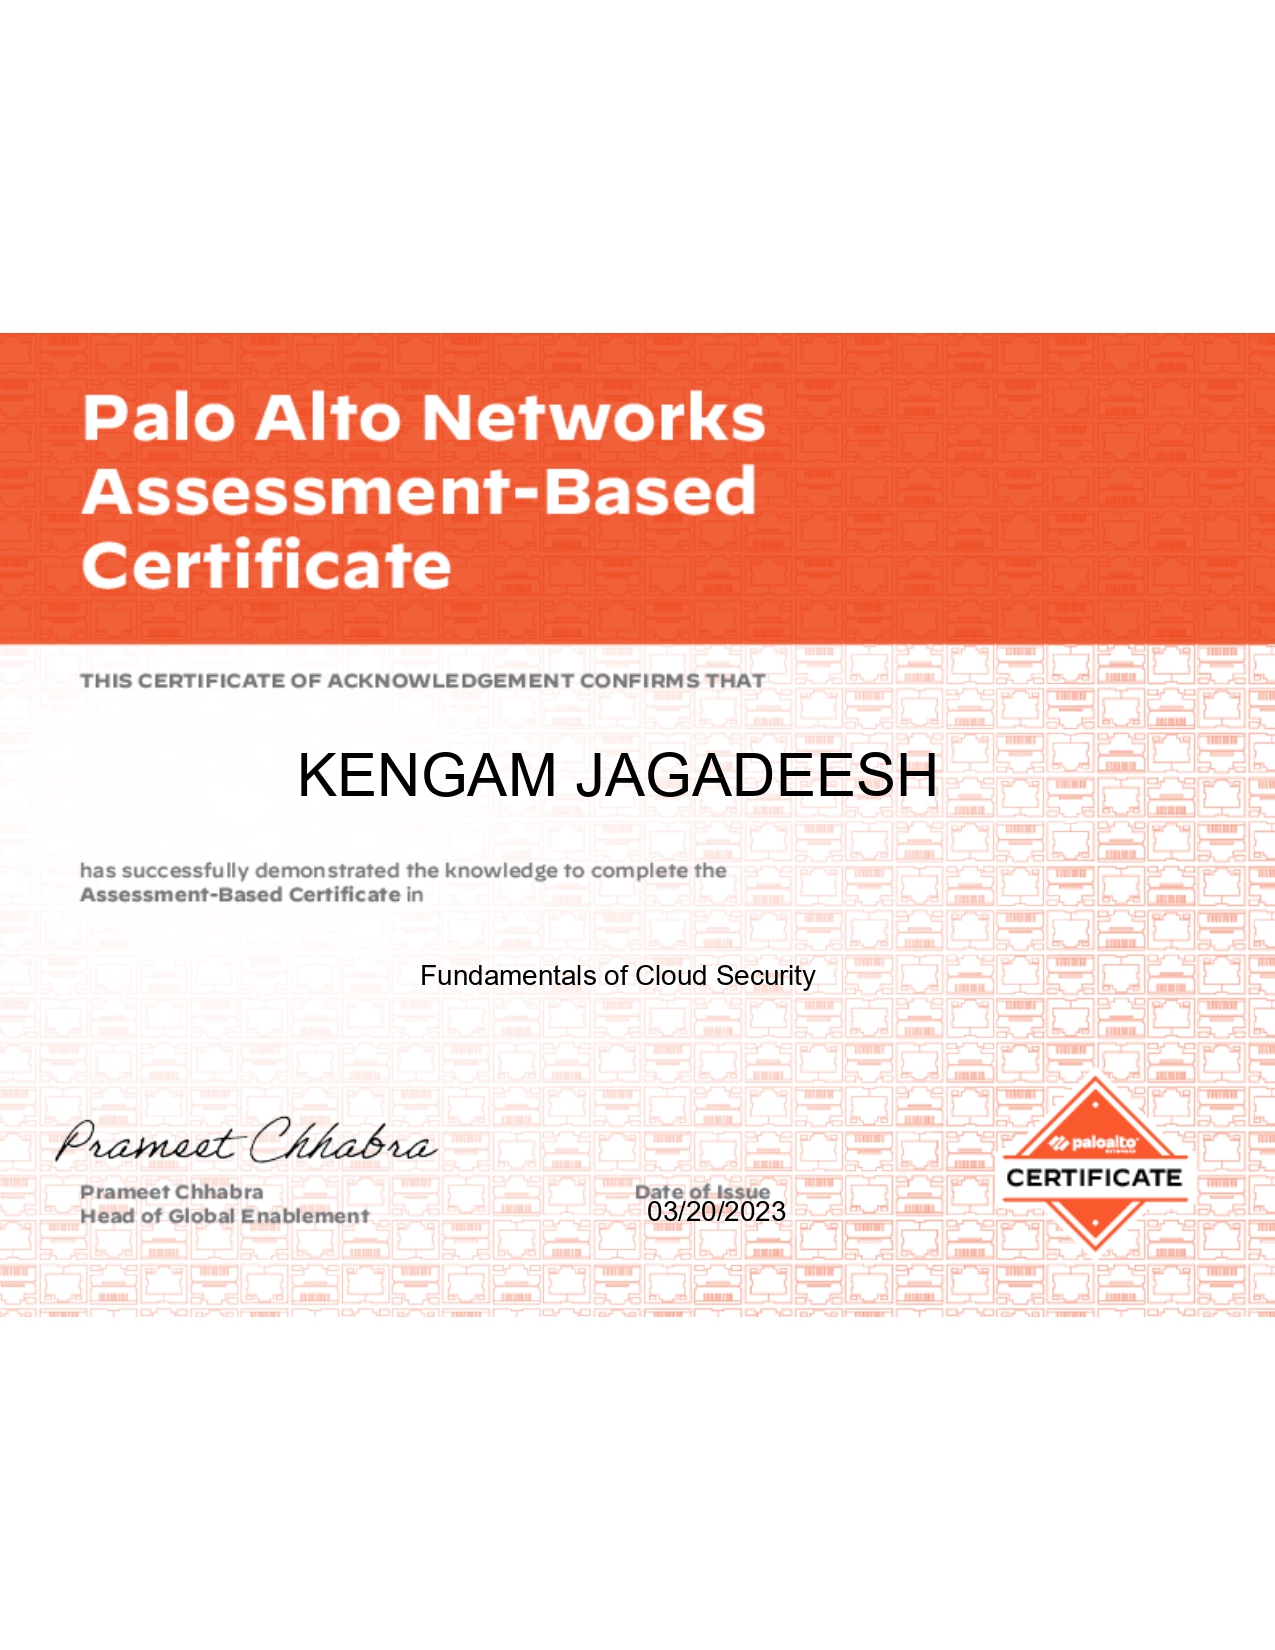 Palo Alto Networks
Assessment-Based
Certificate
THIS CERTIFICATE OF ACKNOWLEDGEMENT CONFIRMS THAT
KENGAM JAGADEESH
has successfully demonstrated the knowledge to complete the
Assessment-Based Certificate in
Fundamentals of Cloud Security
Prameet Chhabra
Prameet Chhabra
Head of Global Enablement
Date of Issue
03/20/2023
paloalto
NETWORKS
CERTIFICATE